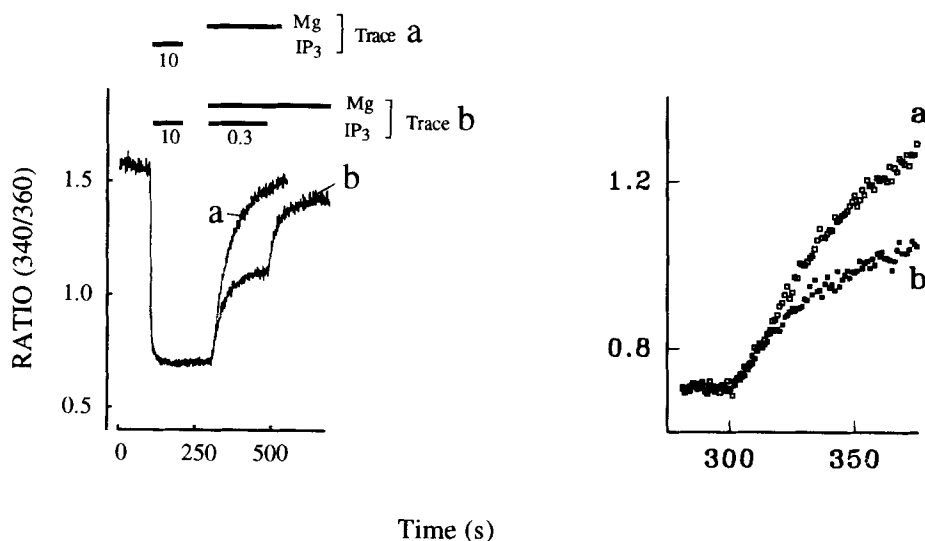 Mg
IP3 ] Trace a
10
Mg
IP3 ] Trace b
10 0.3
RATIO (340/360)
1.5
1.0
0.5
a
b
0 250 500
1.2
0.8
a
b
300 350
Time (s)